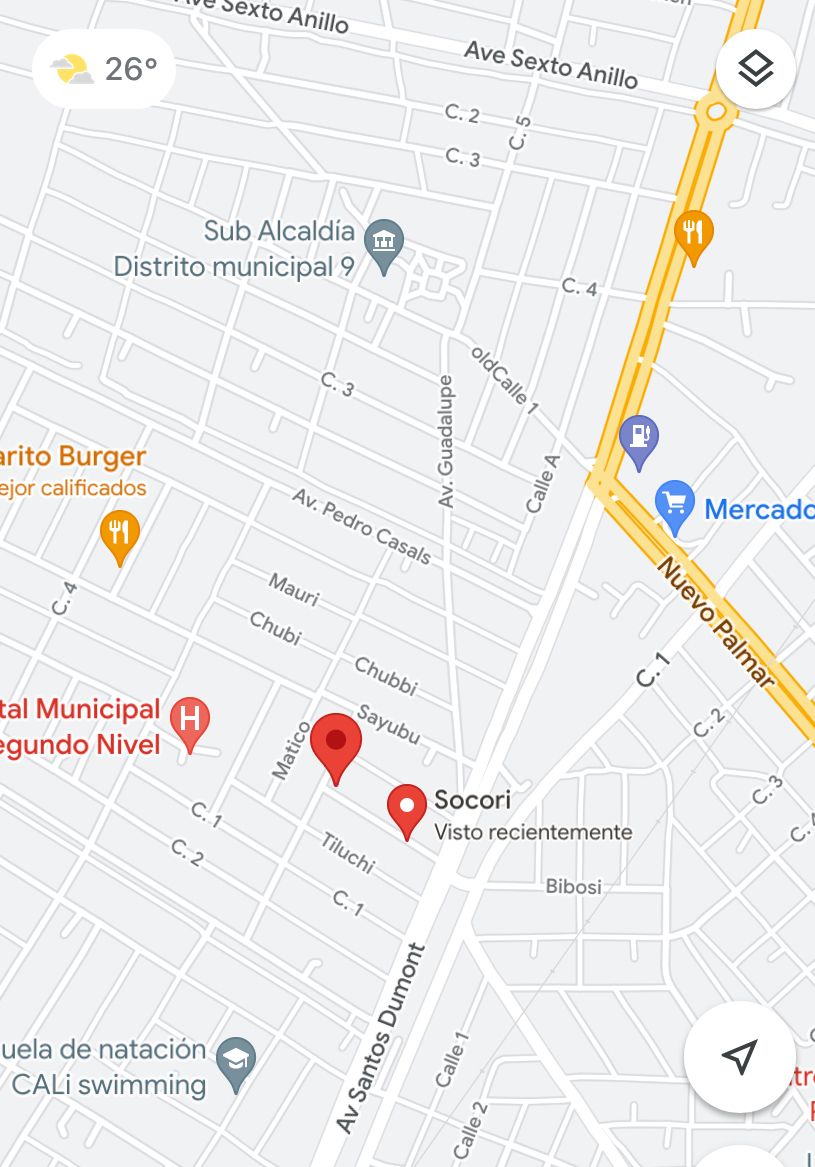 Ave Sexto Anillo
Ave Sexto Anillo
26°
C. 2
C. 5
C. 3
Sub Alcaldía
Distrito municipal 9
C. 4
oldCalle 1
C. 3
Av. Guadalupe
Calle A
arito Burger
ejor calificados
Av. Pedro Casals
Mercado
Nuevo Palmar
C. 4
Mauri
Chubi
Chubbi
C. 1
tal Municipal
egundo Nivel
Sayubu
Matico
C. 2
Socori
Visto recientemente
C. 3
C. 1
C. 2
Tiluchi
C. 1
Bibosi
Av Santos Dumont
uela de natación
CALi swimming
Calle 1
Calle 2